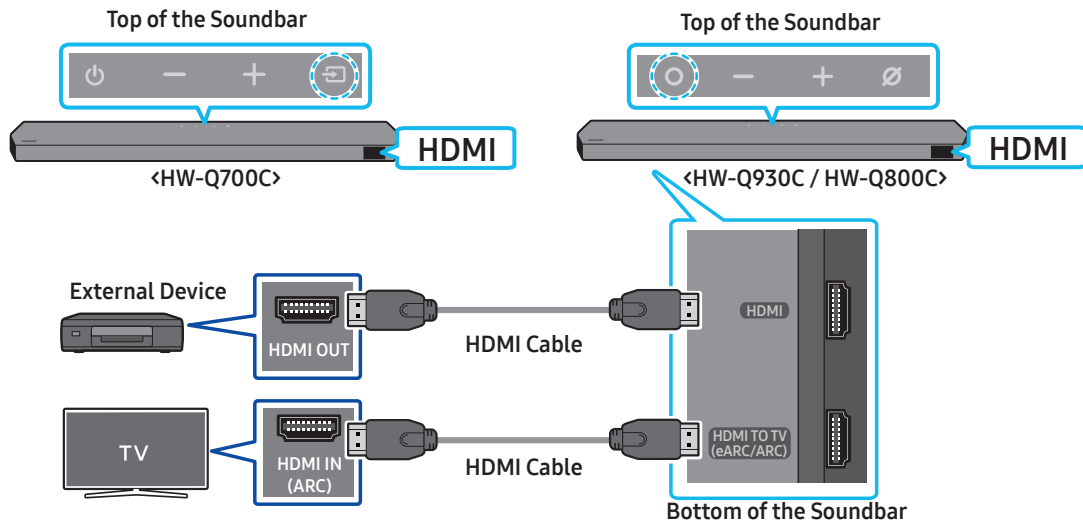 Top of the Soundbar
Top of the Soundbar
HDMI
HDMI
<HW-Q700C>
<HW-Q930C / HW-Q800C>
External Device
HDMI OUT
HDMI Cable
HDMI
TV
HDMI IN
(ARC)
HDMI Cable
HDMI TO TV
(eARC/ARC)
Bottom of the Soundbar